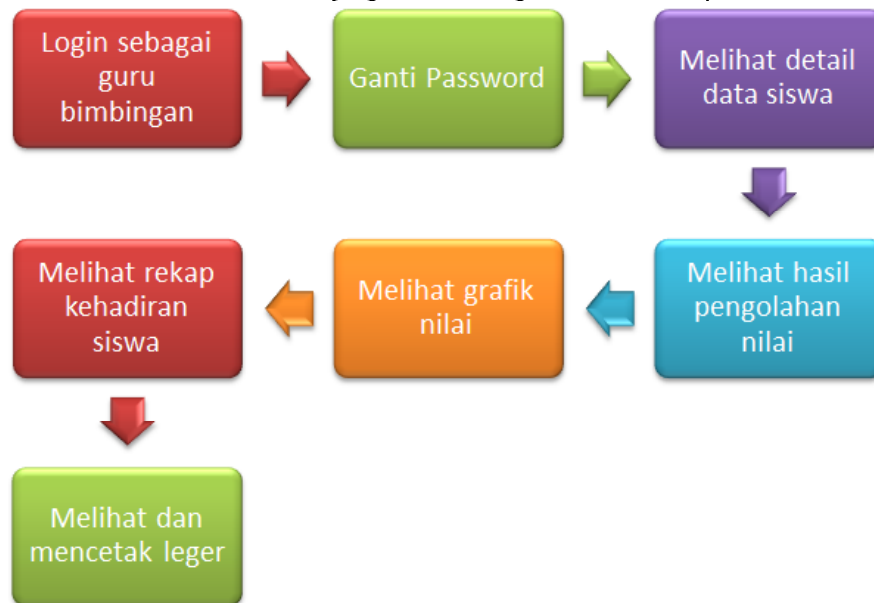 Login sebagai
guru
bimbingan
Ganti Password
Melihat detail
data siswa
Melihat hasil
pengolahan
nilai
Melihat grafik
nilai
Melihat rekap
kehadiran
siswa
Melihat dan
mencetak leger